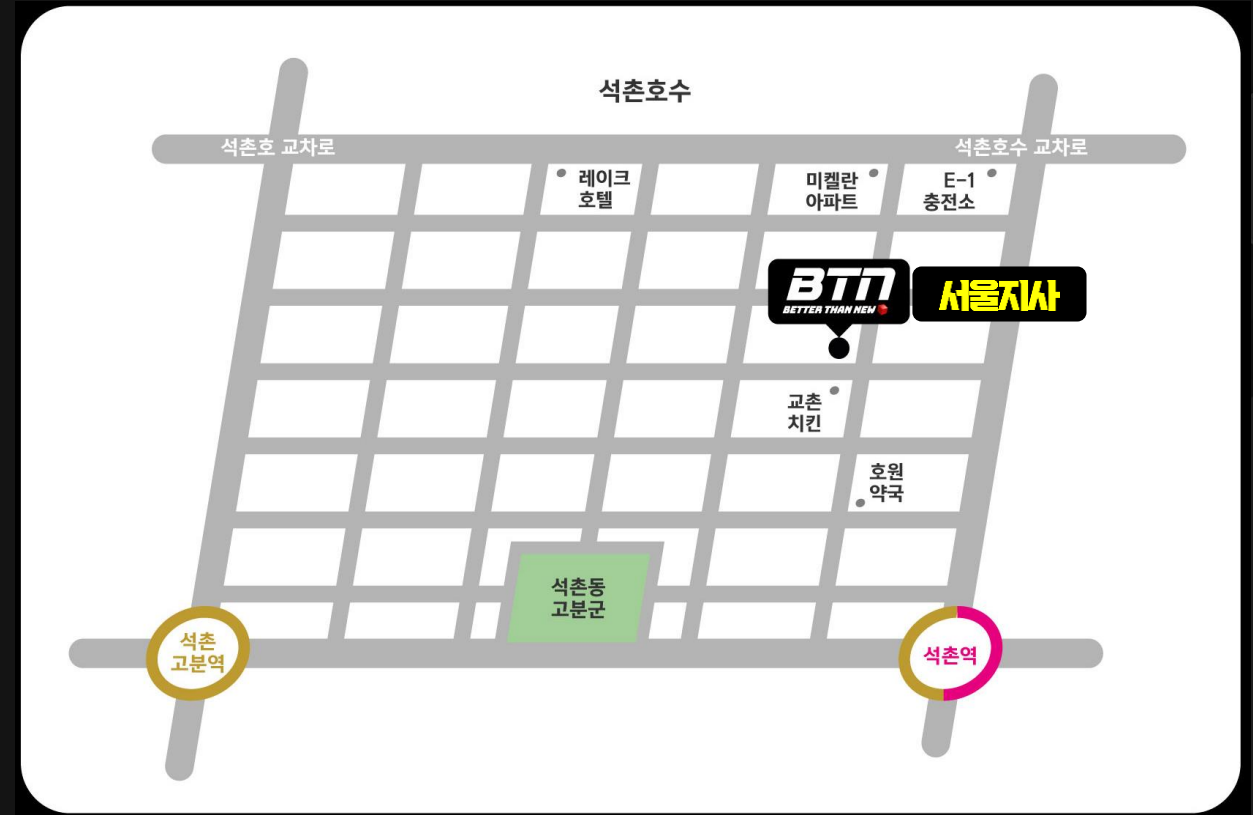 석촌호수
석촌호 교차로
석촌호수 교차로
레이크
호텔
미켈란
아파트
E-1
충전소
BTN
BETTER THAN NEW
서울지사
교촌
치킨
호원
약국
석촌동
고분군
석촌
고분역
석촌역